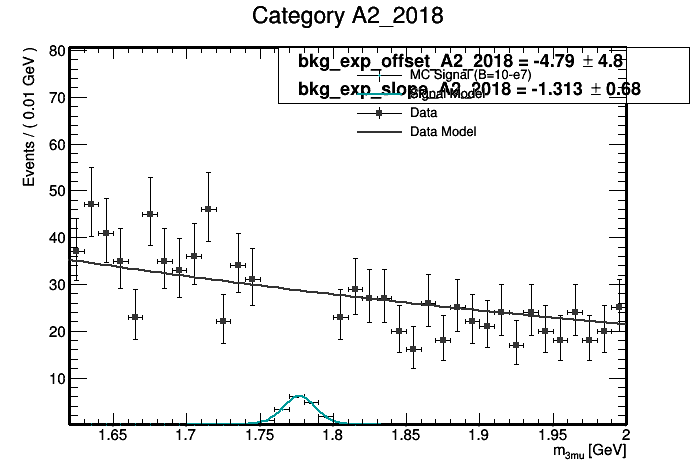 Category A2_2018
bkg_exp_offset_A2_2018 = -4.79 ± 4.8
MC Signal (B=10-e7)
bkg_exp_slope_A2_2018 = -1.313 ± 0.68
Signal Model
Data
Data Model
Events / ( 0.01 GeV )
80
70
60
50
40
30
20
10
1.65 1.7 1.75 1.8 1.85 1.9 1.95 2
m3mu [GeV]